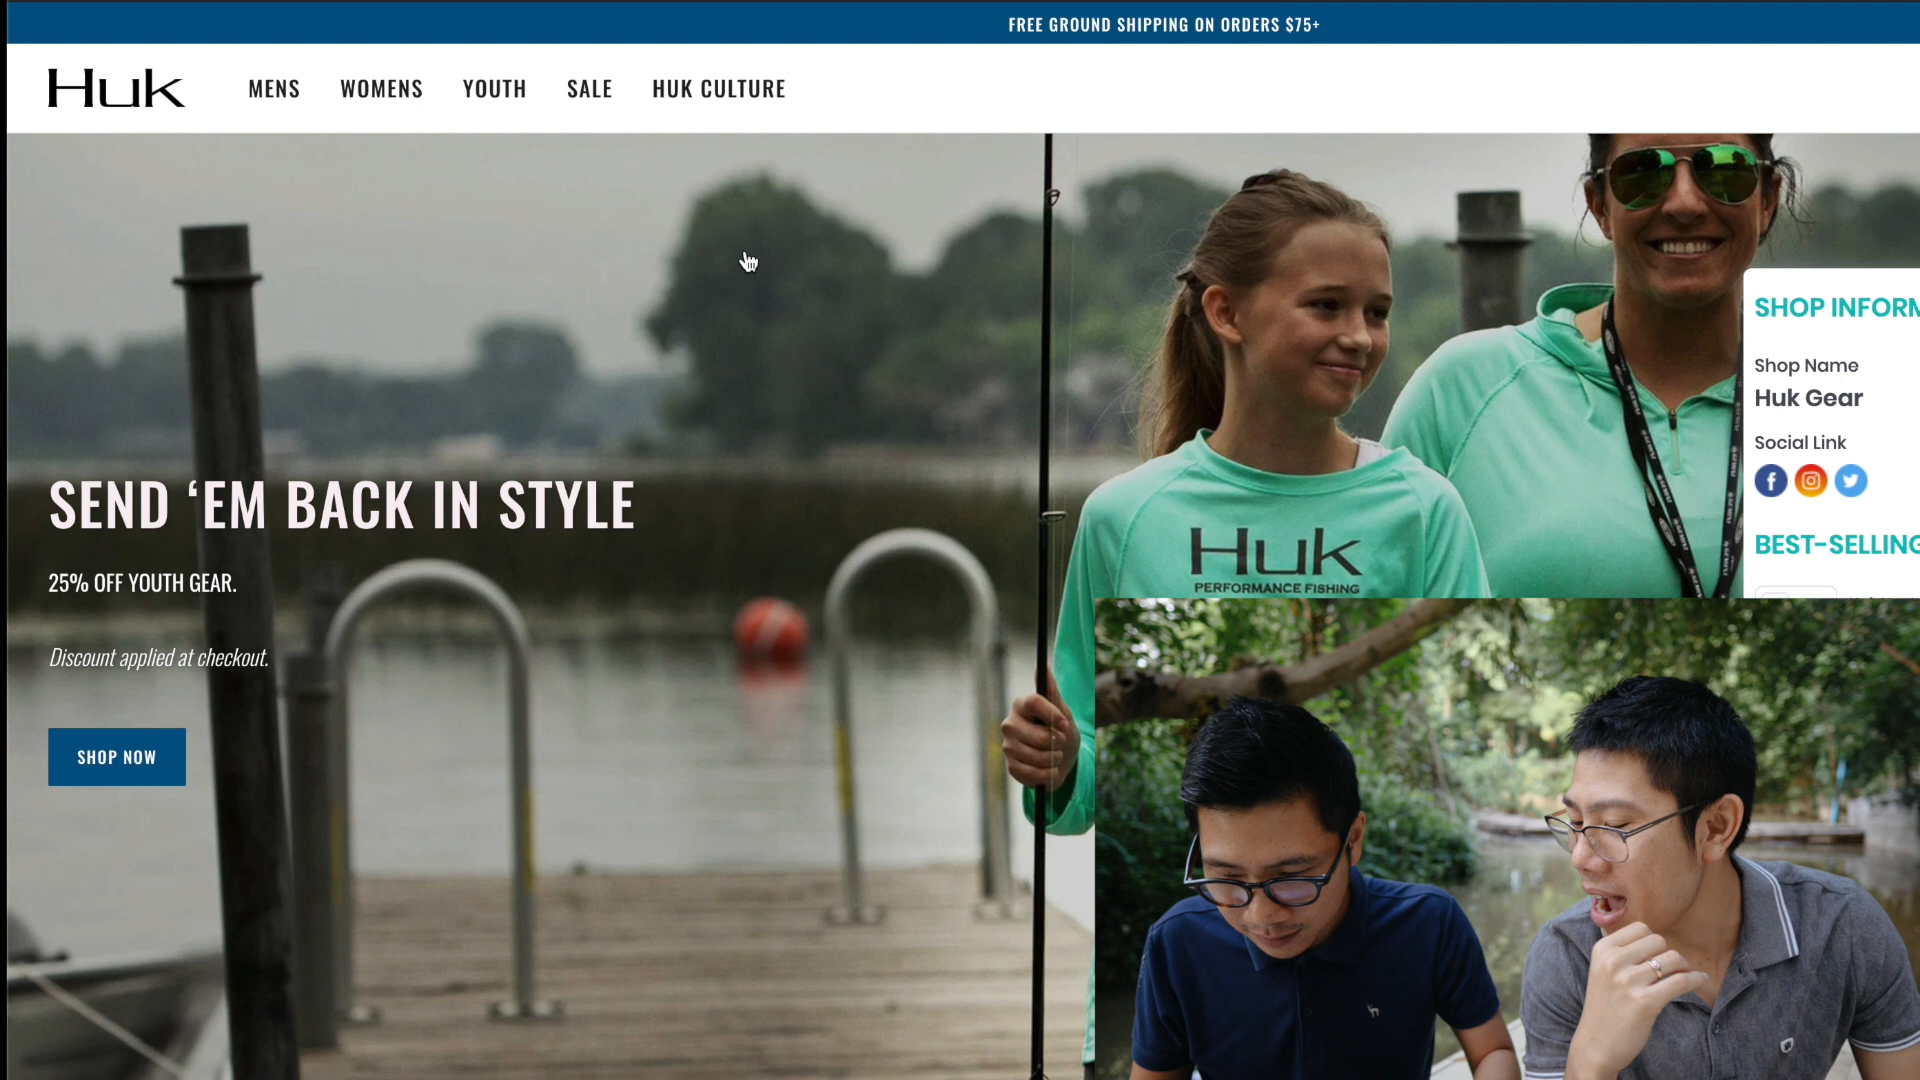 FREE GROUND SHIPPING ON ORDERS $75+
Huk
MENS
WOMENS
YOUTH
SALE
HUK CULTURE
SEND ‘EM BACK IN STYLE
25% OFF YOUTH GEAR.
Discount applied at checkout.
SHOP NOW
Huk
PERFORMANCE FISHING
SHOP INFORM
Shop Name
Huk Gear
Social Link
BEST-SELLING